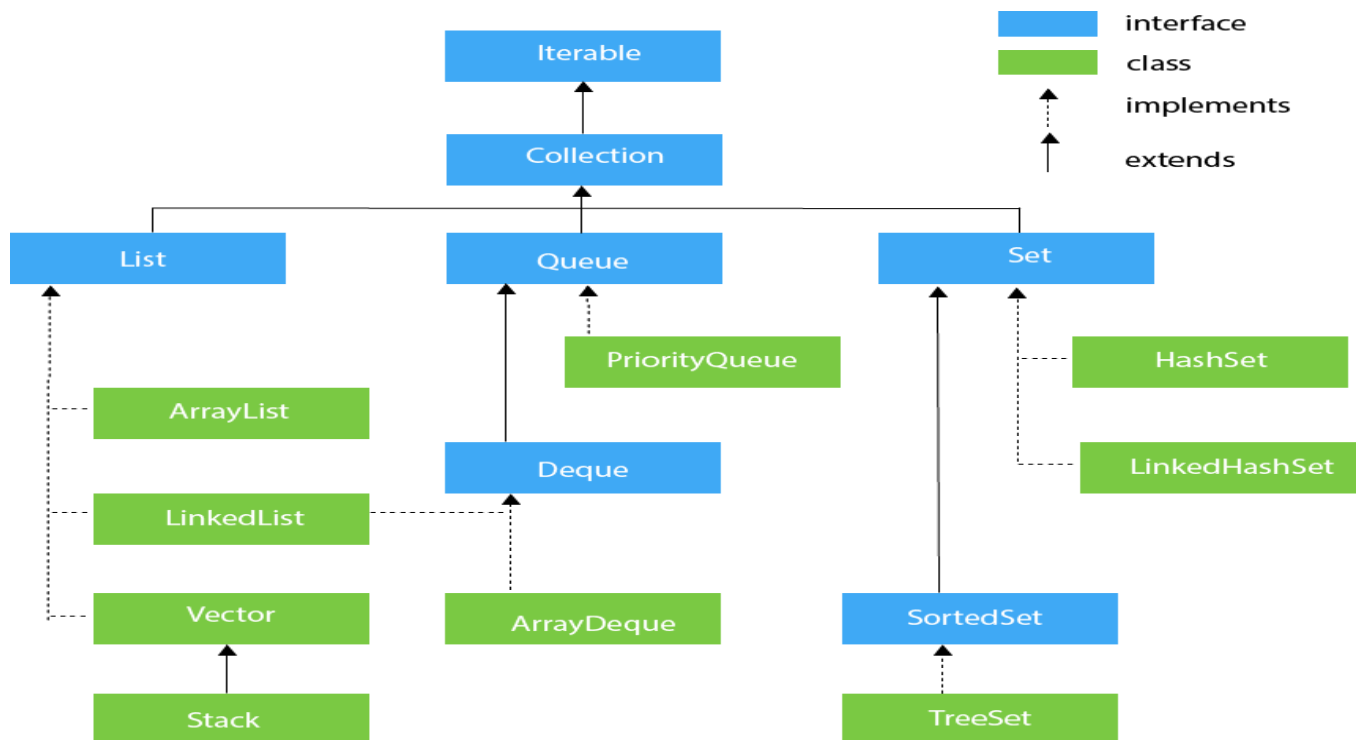 interface
Iterable
class
implements
Collection
extends
List
Queue
Set
PriorityQueue
HashSet
ArrayList
Deque
LinkedHashSet
LinkedList
Vector
ArrayDeque
SortedSet
Stack
TreeSet